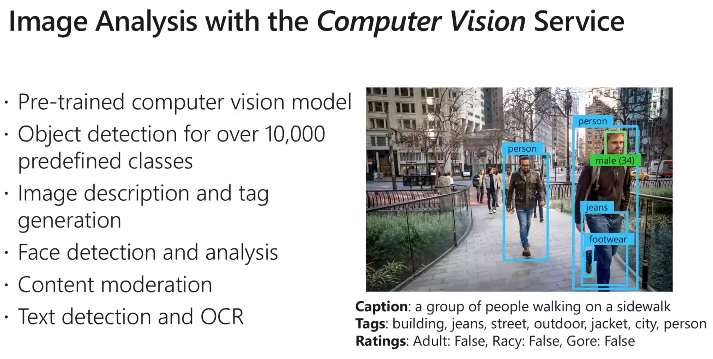 Image Analysis with the Computer Vision Service
· Pre-trained computer vision model
· Object detection for over 10,000
predefined classes
· Image description and tag
generation
· Face detection and analysis
· Content moderation
· Text detection and OCR
person
person
male (34)
jeans
footwear
Caption: a group of people walking on a sidewalk
Tags: building, jeans, street, outdoor, jacket, city, person
Ratings: Adult: False, Racy: False, Gore: False